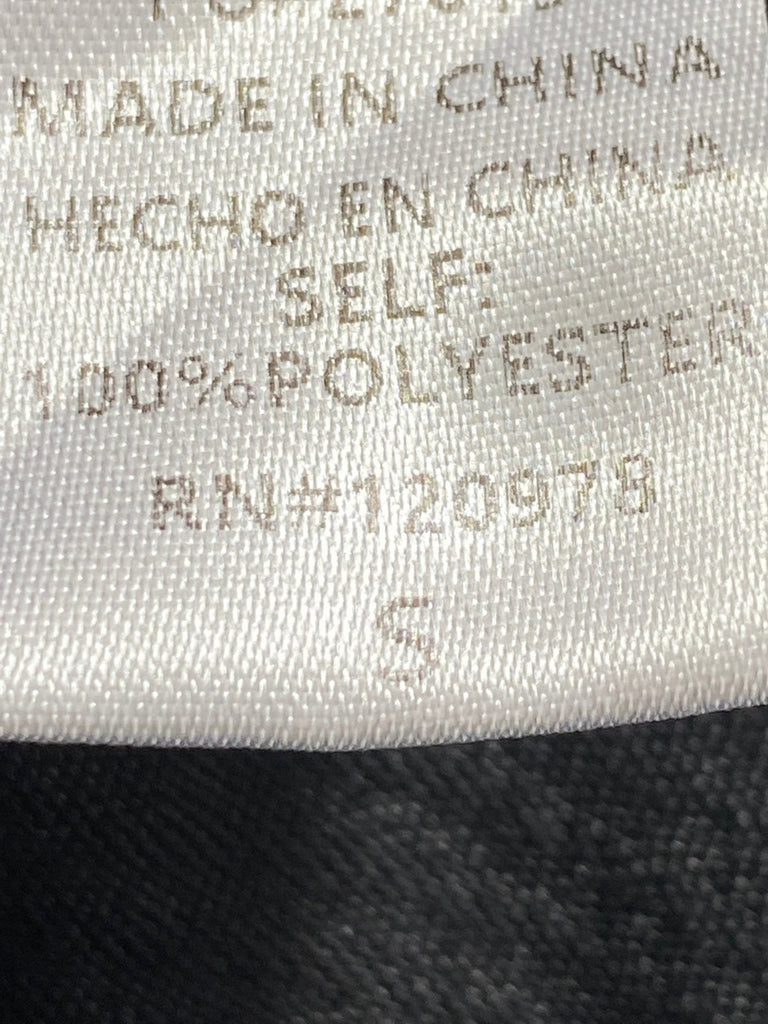 MADE IN CHINA
HECHO EN CHINA
SELF:
100%POLYESTER
RN#120978
S